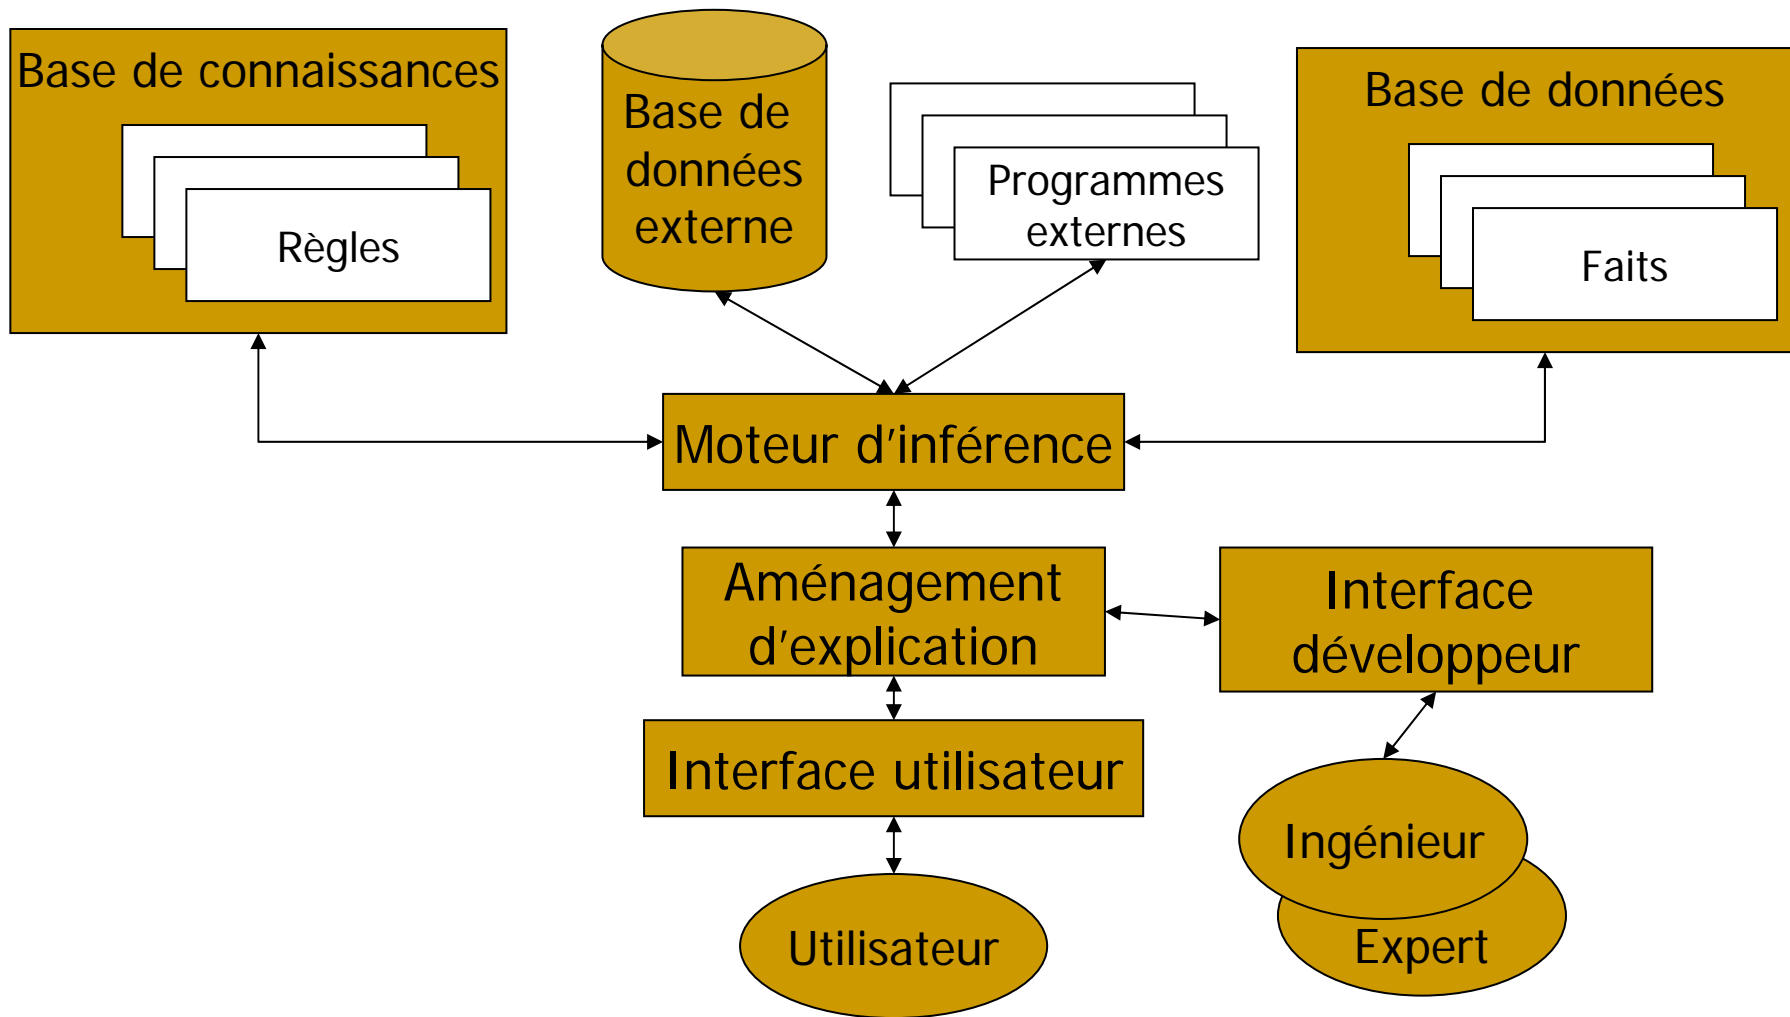 Base de connaissances
Règles
Base de
données
externe
Programmes
externes
Base de données
Faits
Moteur d'inférence
Aménagement
d'explication
Interface
développeur
Interface utilisateur
Ingénieur
Expert
Utilisateur